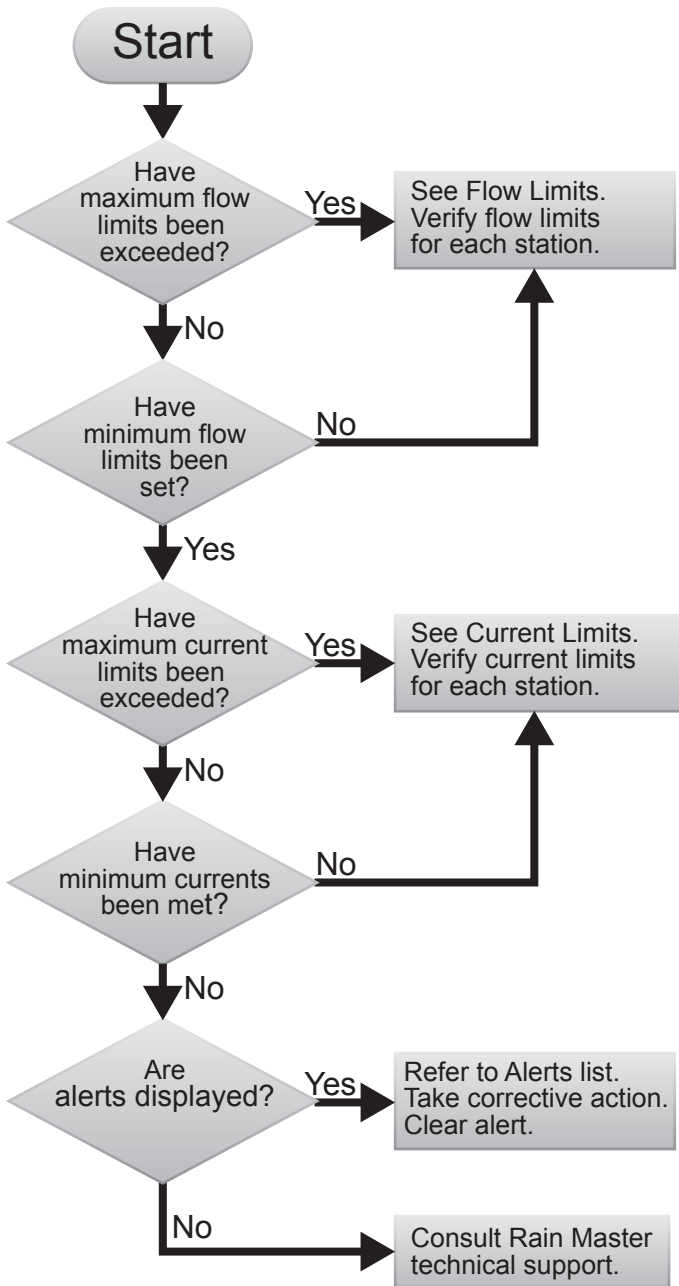 Start
Have
maximum flow
limits been
exceeded?
Yes
See Flow Limits.
Verify flow limits
for each station.
No
Have
minimum flow
limits been
set?
No
Yes
Have
maximum current
limits been
exceeded?
Yes
See Current Limits.
Verify current limits
for each station.
No
Have
minimum currents
been met?
No
No
Are
alerts displayed?
Yes
Refer to Alerts list.
Take corrective action.
Clear alert.
No
Consult Rain Master
technical support.